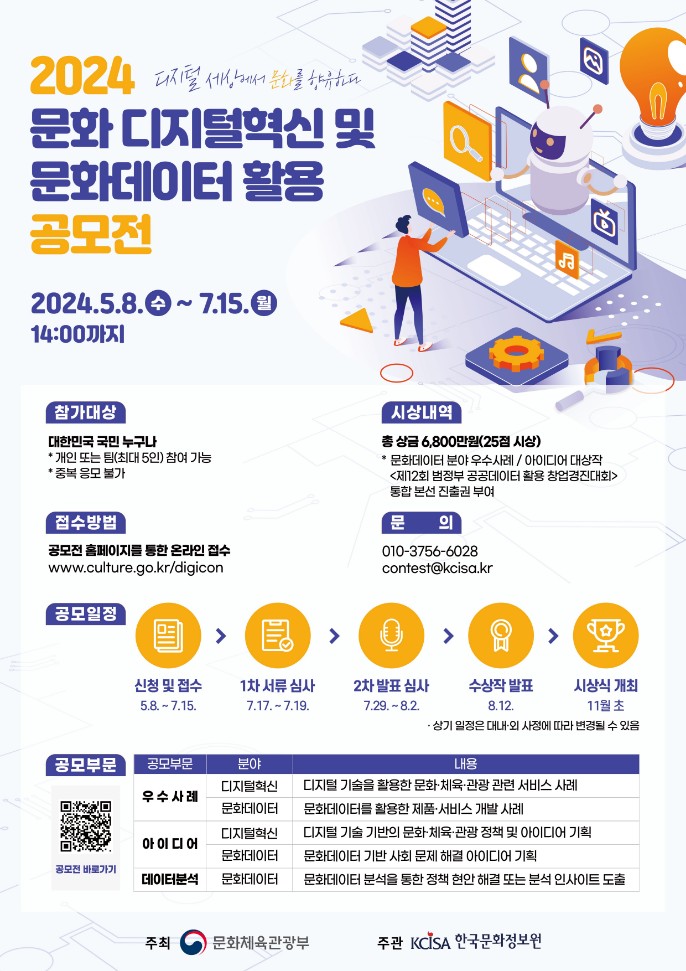 2024
디지털 세상에서 문화를 향유하다
문화 디지털혁신 및
문화데이터 활용
공모전
2024.5.8.수 ~ 7.15.월
14:00까지
참가대상
대한민국 국민 누구나
* 개인 또는 팀(최대 5인) 참여 가능
* 중복 응모 불가
시상내역
총 상금 6,800만원(25점 시상)
* 문화데이터 분야 우수사례 / 아이디어 대상작
<제12회 범정부 공공데이터 활용 창업경진대회>
통합 본선 진출권 부여
접수방법
공모전 홈페이지를 통한 온라인 접수
www.culture.go.kr/digicon
문 의
010-3756-6028
contest@kcisa.kr
공모일정
신청 및 접수
5.8. ~ 7.15.
1차 서류 심사
7.17. ~ 7.19.
2차 발표 심사
7.29. ~ 8.2.
수상작 발표
8.12.
시상식 개최
11월 초
· 상기 일정은 대내·외 사정에 따라 변경될 수 있음
공모부문
공모전 바로가기
공모부문 분야 내용
우수사례
디지털혁신 디지털 기술을 활용한 문화·체육·관광 관련 서비스 사례
문화데이터 문화데이터를 활용한 제품·서비스 개발 사례
아이디어
디지털혁신 디지털 기술 기반의 문화·체육·관광 정책 및 아이디어 기획
문화데이터 문화데이터 기반 사회 문제 해결 아이디어 기획
데이터분석 문화데이터 문화데이터 분석을 통한 정책 현안 해결 또는 분석 인사이트 도출
주최 문화체육관광부
주관 KCISA 한국문화정보원